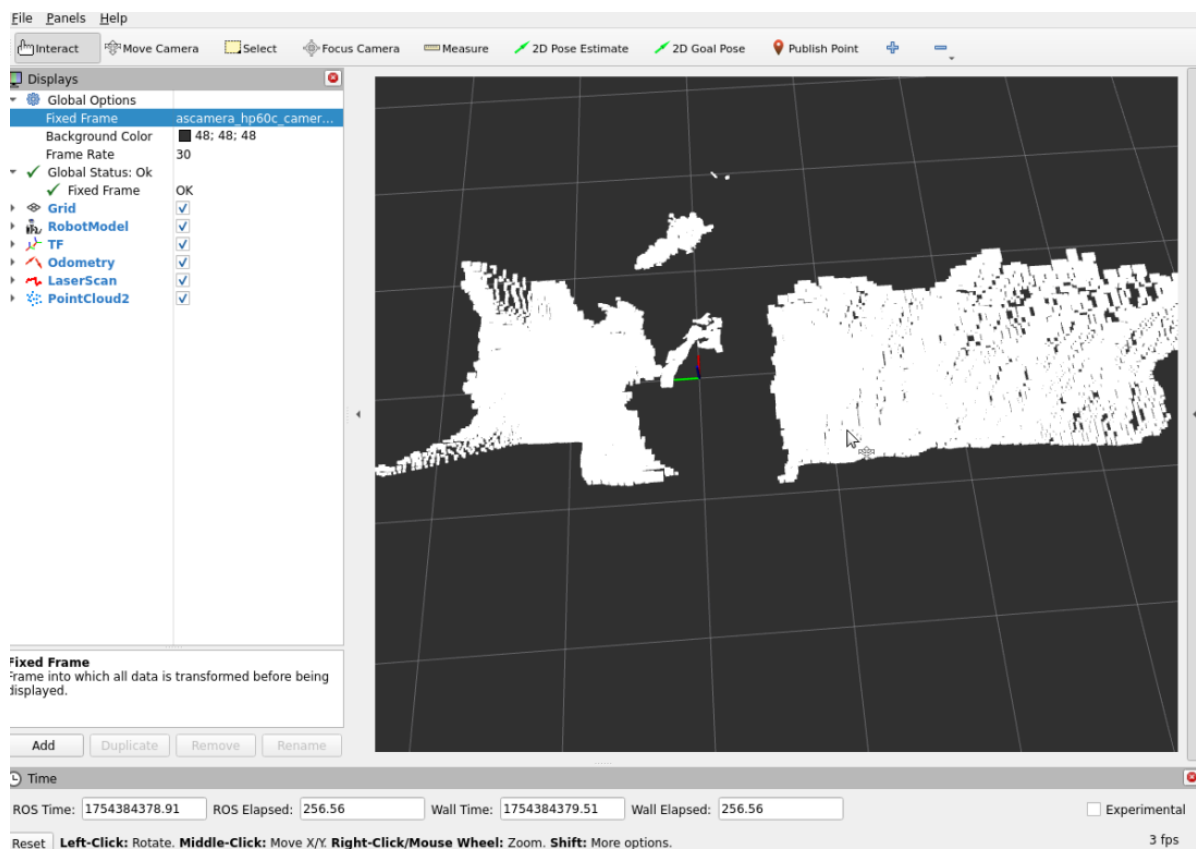 File Panels Help
Interact Move Camera Select Focus Camera Measure 2D Pose Estimate 2D Goal Pose Publish Point
Displays
Global Options
Fixed Frame ascamera_hp60c_camer...
Background Color 48; 48; 48
Frame Rate 30
Global Status: Ok
Fixed Frame OK
Grid
RobotModel
TF
Odometry
LaserScan
PointCloud2
Fixed Frame
Frame into which all data is transformed before being
displayed.
Add Duplicate Remove Rename
Time
ROS Time: 1754384378.91 ROS Elapsed: 256.56 Wall Time: 1754384379.51 Wall Elapsed: 256.56 Experimental
Reset Left-Click: Rotate. Middle-Click: Move X/Y. Right-Click/Mouse Wheel: Zoom. Shift: More options. 3 fps